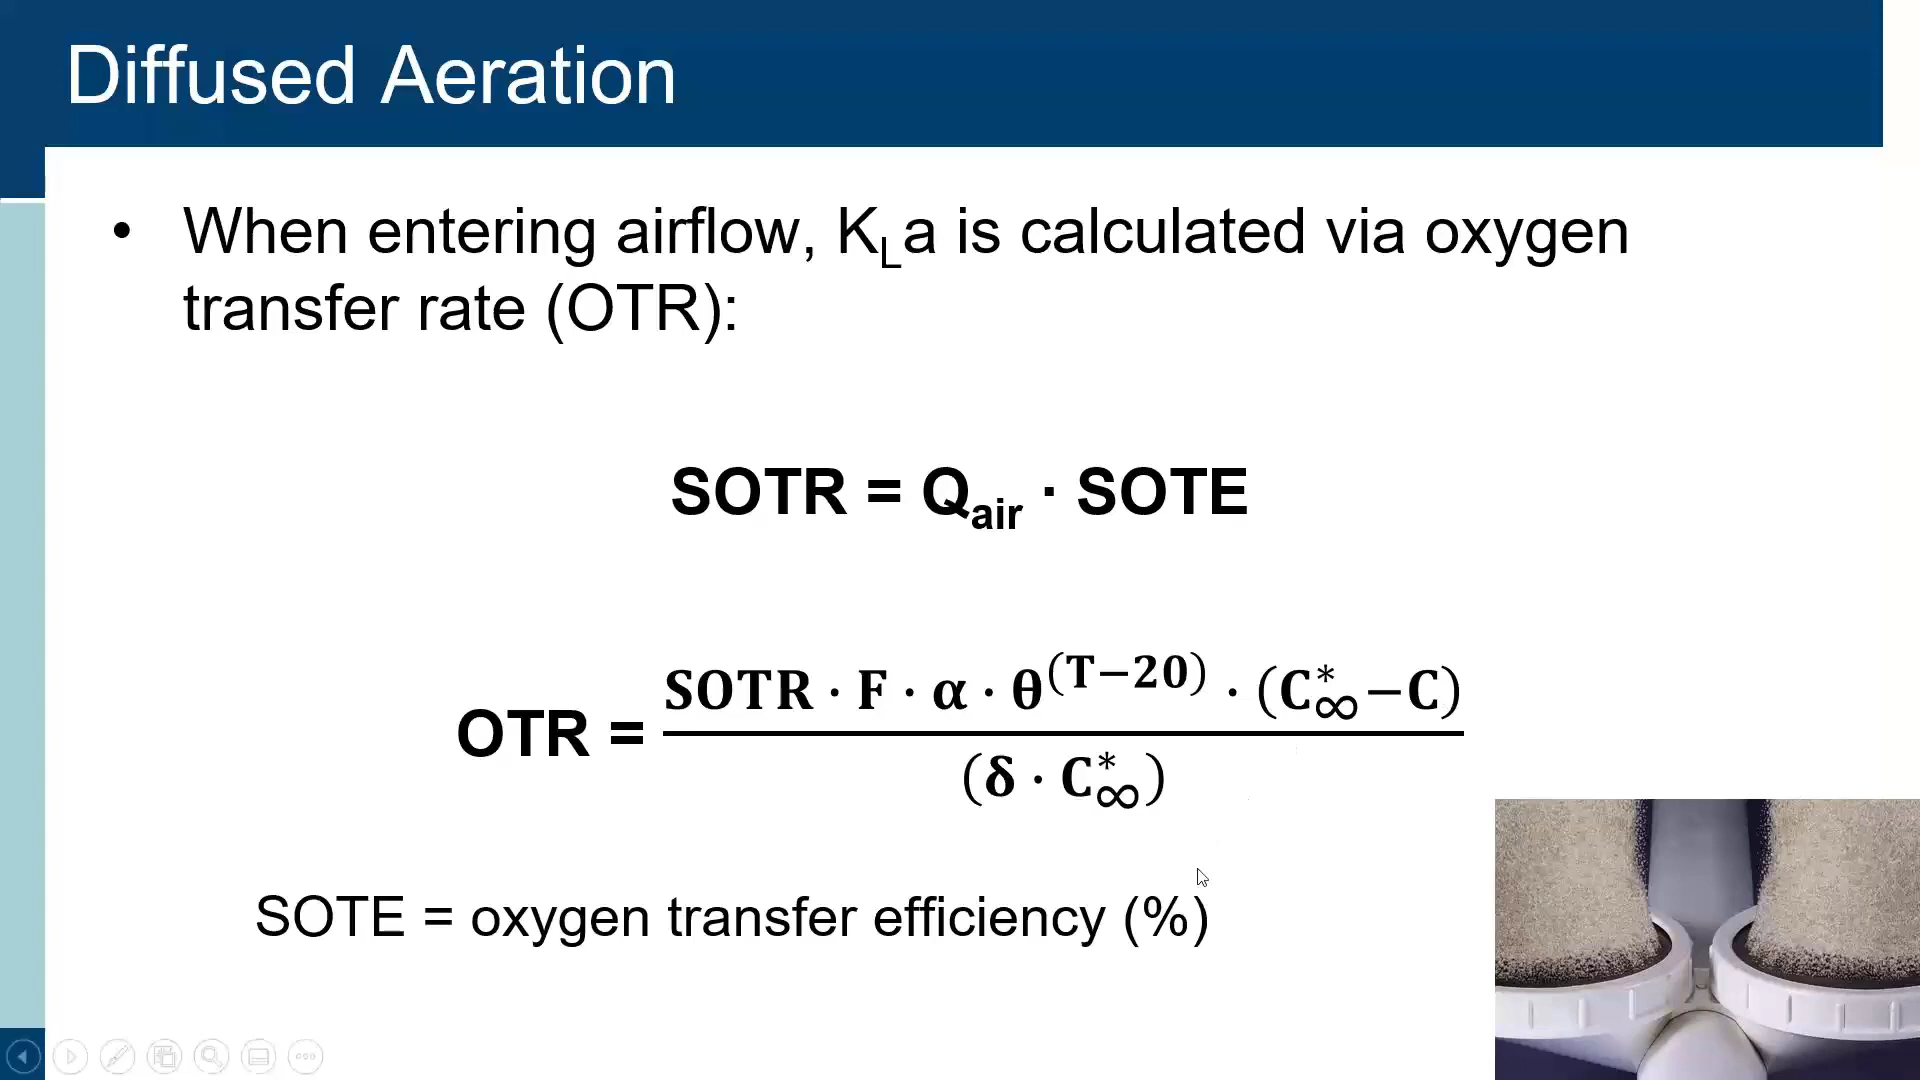 Diffused Aeration
• When entering airflow, K_La is calculated via oxygen
transfer rate (OTR):
SOTR = Q_air · SOTE
OTR = \frac{SOTR · F · α · θ^{(T−20)} · (C^*_∞−C)}{(δ · C^*_∞)}
SOTE = oxygen transfer efficiency (%)